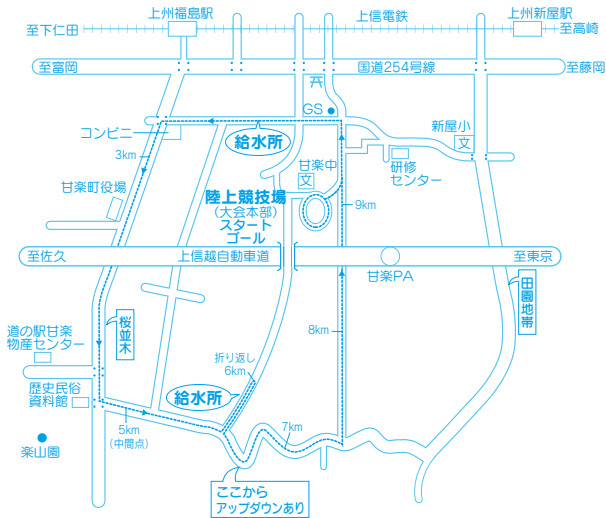 上州福島駅
上信電鉄
上州新屋駅
至下仁田
至高崎
至富岡
国道254号線
至藤岡
GS
コンビニ
給水所
新屋小
文
3km
甘楽中
文
研修
センター
甘楽町役場
陸上競技場
(大会本部)
スタート
ゴール
9km
至佐久
上信越自動車道
至東京
甘楽PA
田園地帯
桜並木
道の駅甘楽
物産センター
8km
折り返し
6km
給水所
歴史民俗
資料館
5km
(中間点)
7km
楽山園
ここから
アップダウンあり